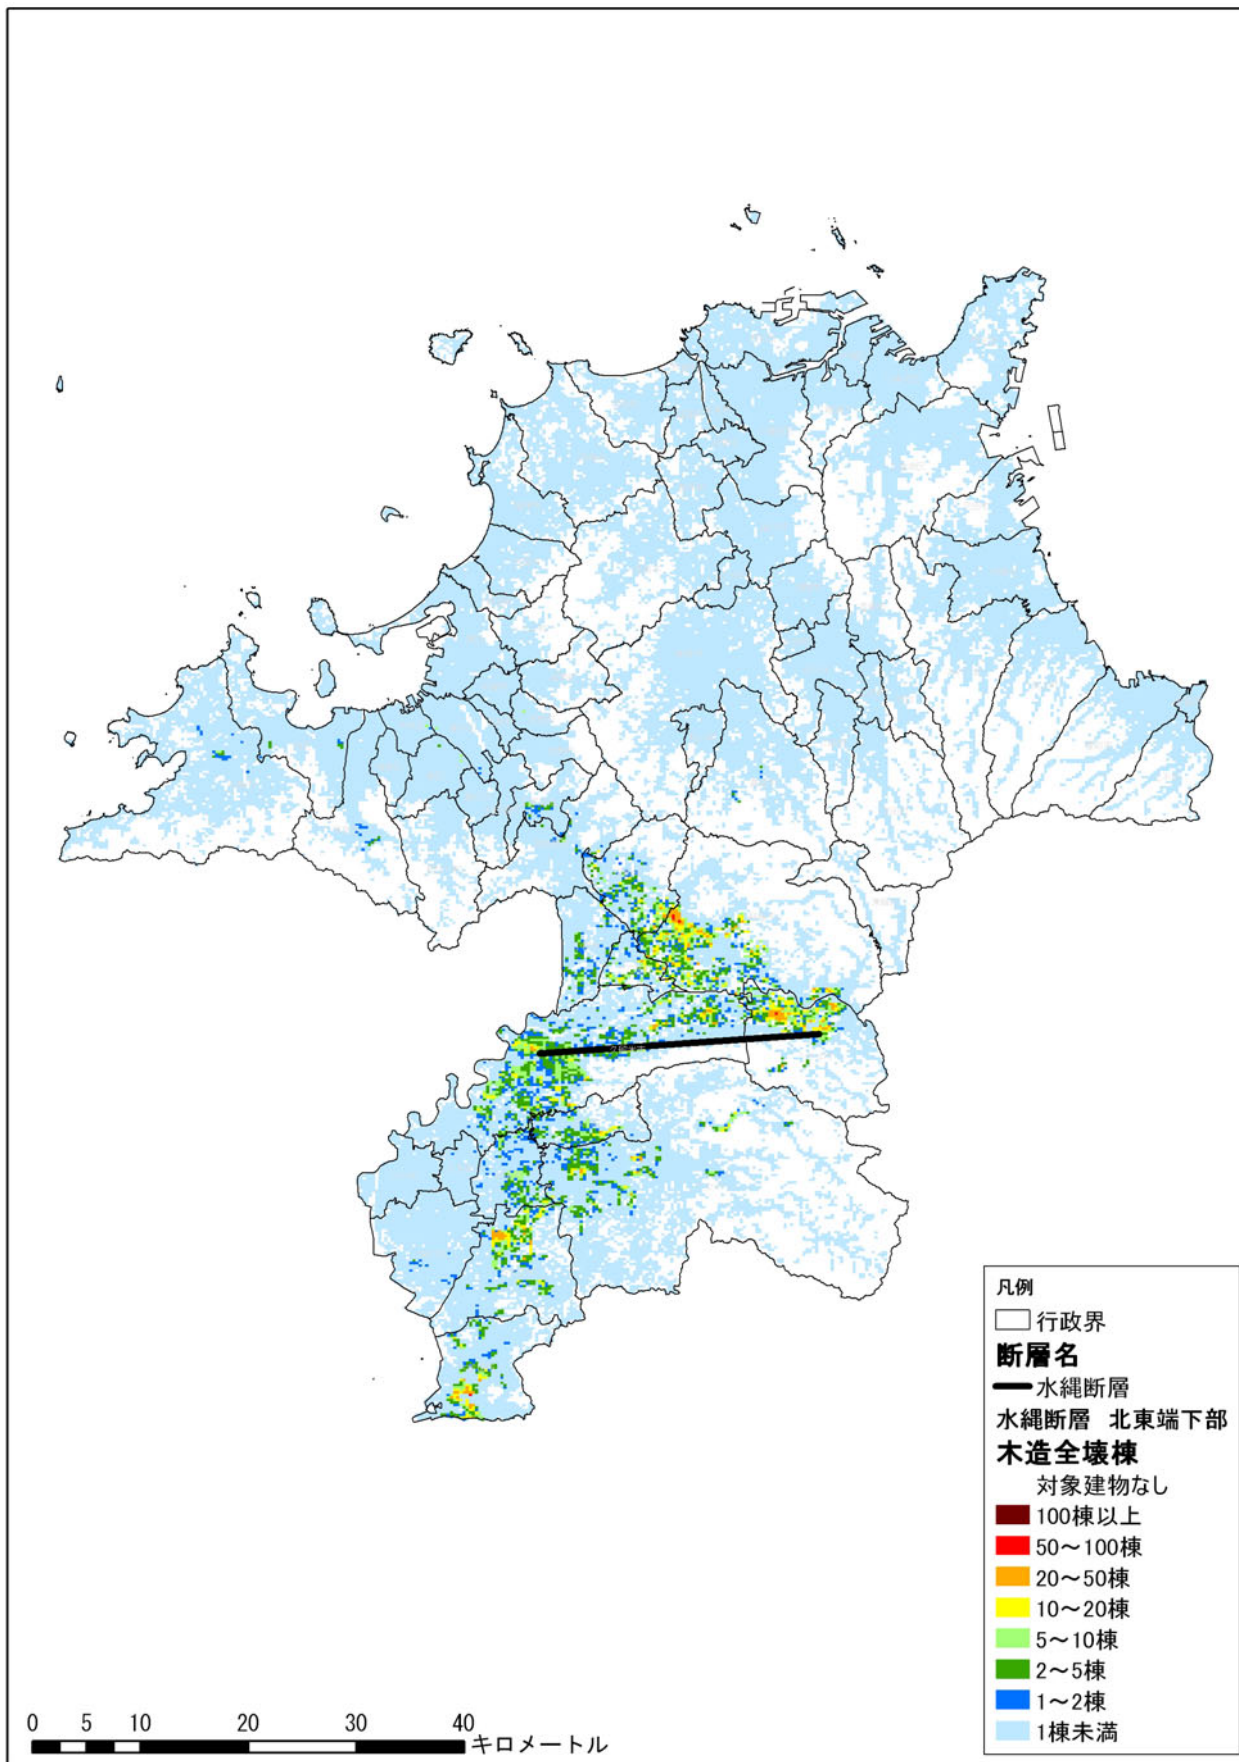 凡例
行政界
断層名
水縄断層
水縄断層 北東端下部
木造全壊棟
対象建物なし
100棟以上
50～100棟
20～50棟
10～20棟
5～10棟
2～5棟
1～2棟
1棟未満
0 5 10 20 30 40
キロメートル